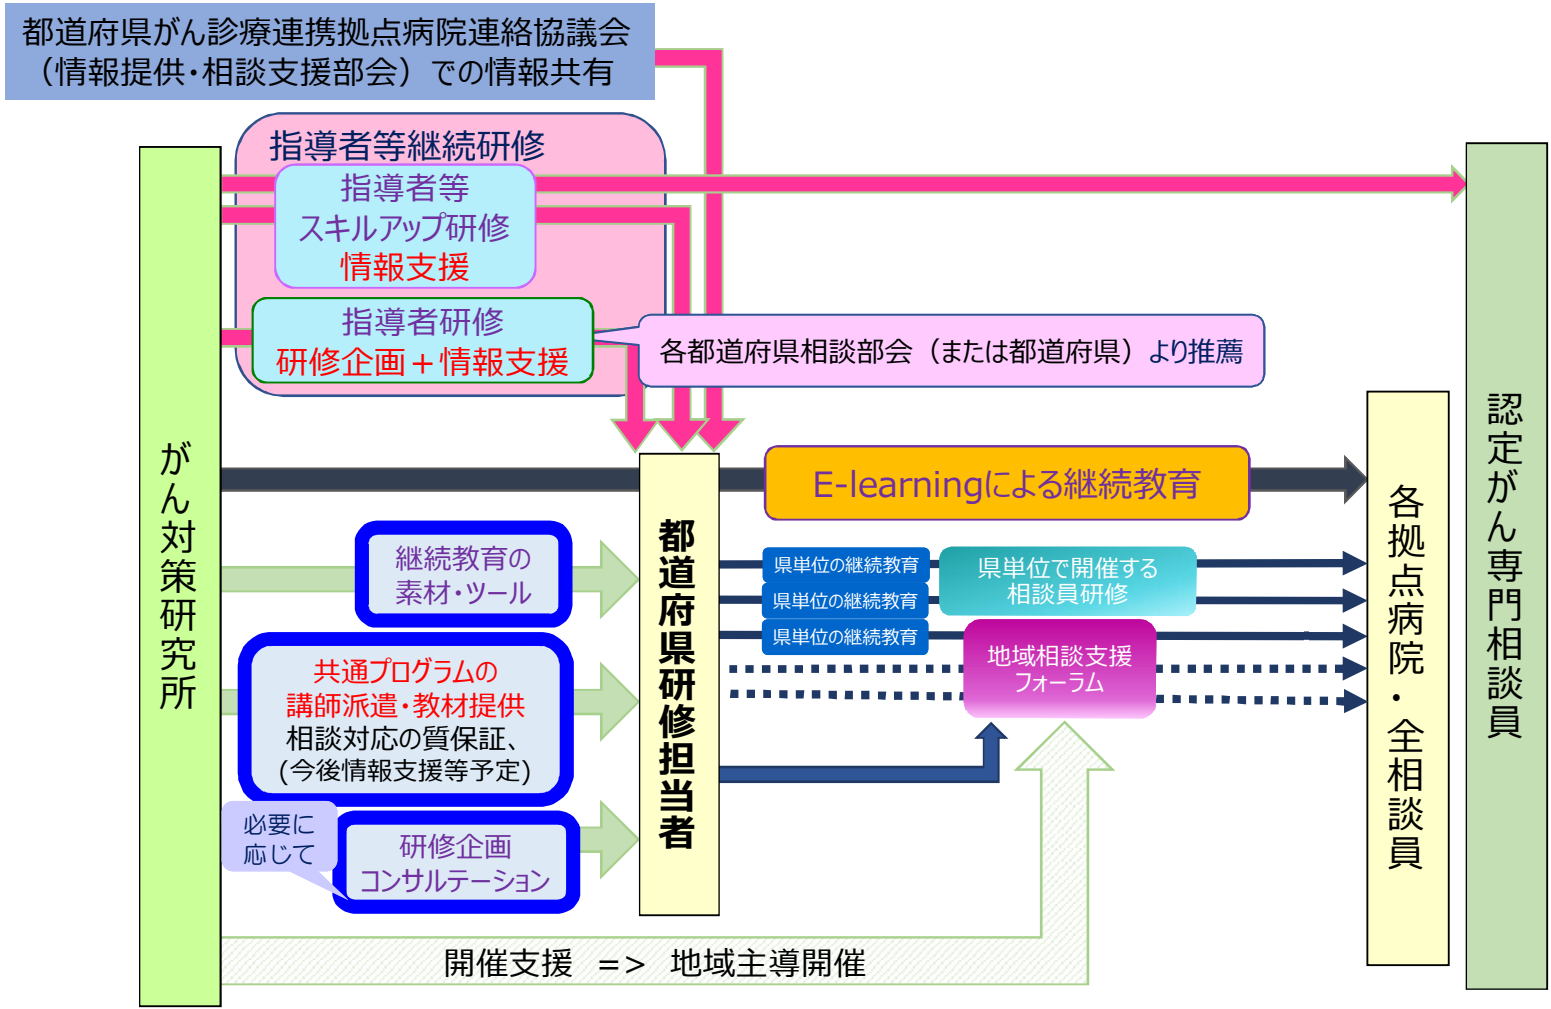 都道府県がん診療連携拠点病院連絡協議会
（情報提供・相談支援部会）での情報共有
指導者等継続研修
指導者等
スキルアップ研修
情報支援
指導者研修
研修企画＋情報支援
各都道府県相談部会（または都道府県）より推薦
がん対策研究所
E-learningによる継続教育
継続教育の
素材・ツール
共通プログラムの
講師派遣・教材提供
相談対応の質保証、
(今後情報支援等予定)
必要に
応じて
研修企画
コンサルテーション
都道府県研修担当者
県単位の継続教育
県単位の継続教育
県単位の継続教育
県単位で開催する
相談員研修
地域相談支援
フォーラム
開催支援 => 地域主導開催
各拠点病院・全相談員
認定がん専門相談員